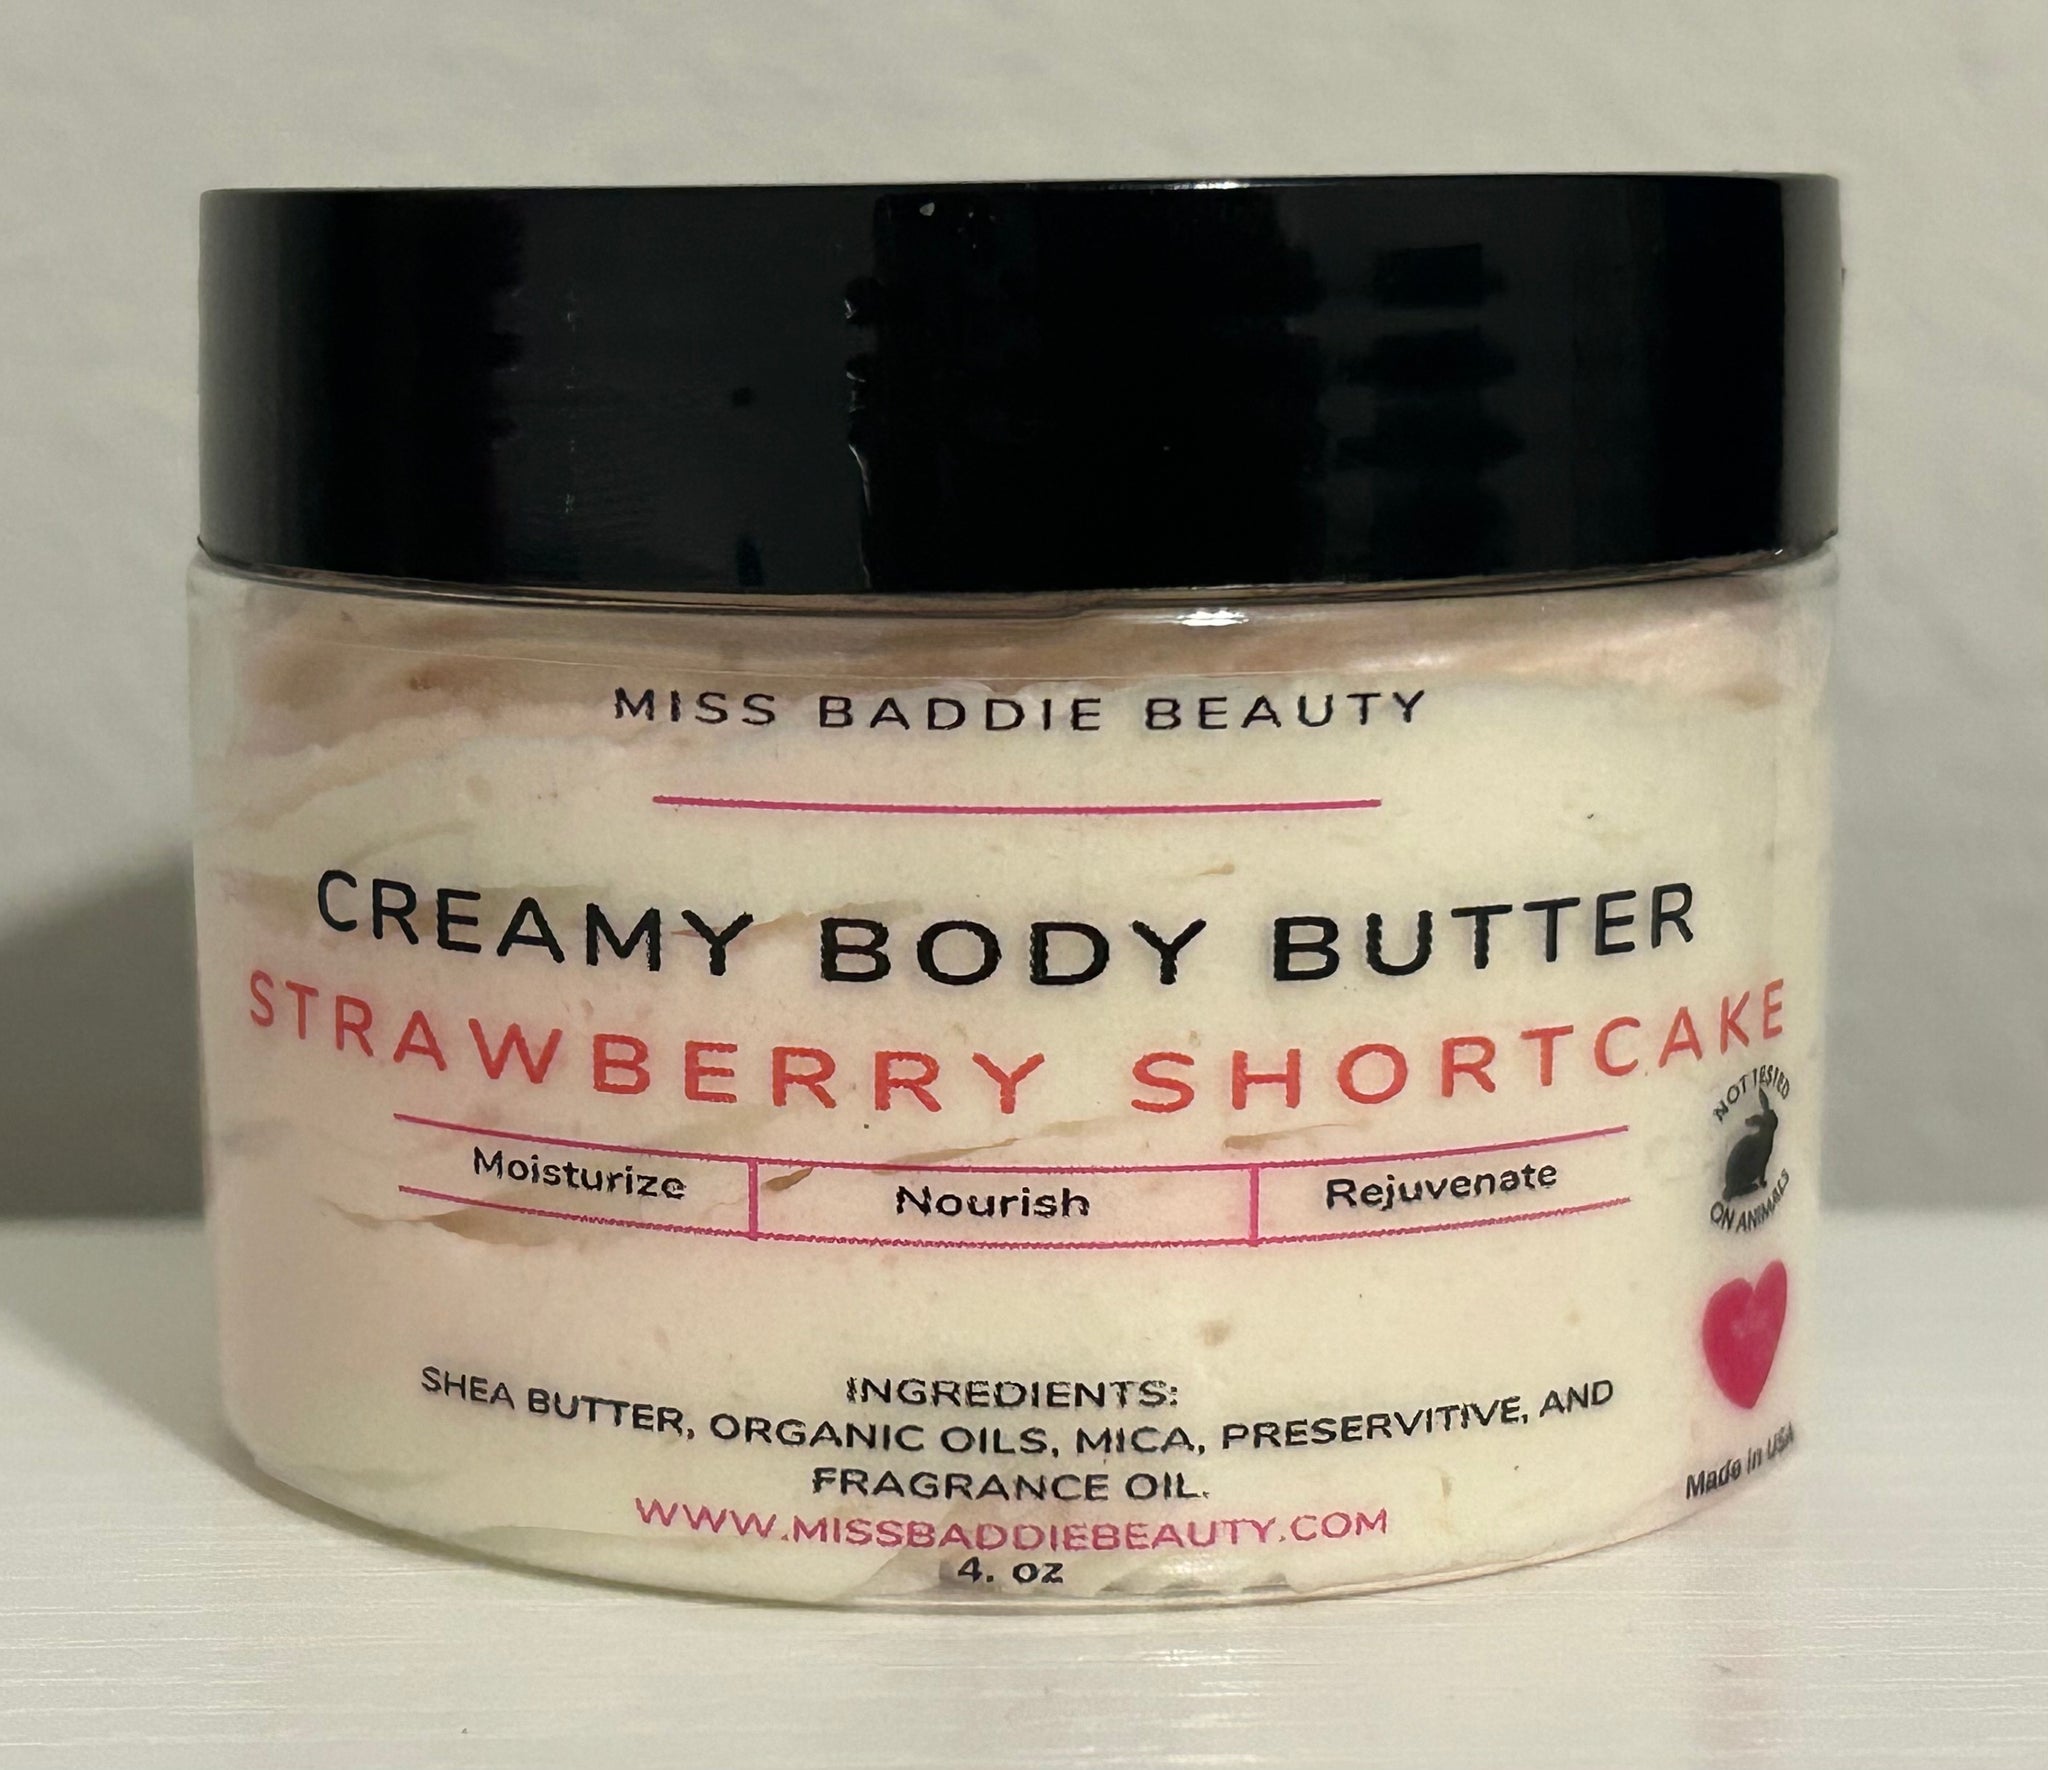 MISS BADDIE BEAUTY
CREAMY BODY BUTTER
STRAWBERRY SHORTCAKE
NOT TESTED
ON ANIMALS
Moisturize
Nourish
Rejuvenate
INGREDIENTS:
SHEA BUTTER, ORGANIC OILS, MICA, PRESERVITIVE, AND
FRAGRANCE OIL.
WWW.MISSBADDIEBEAUTY.COM
4. oz
Made in USA